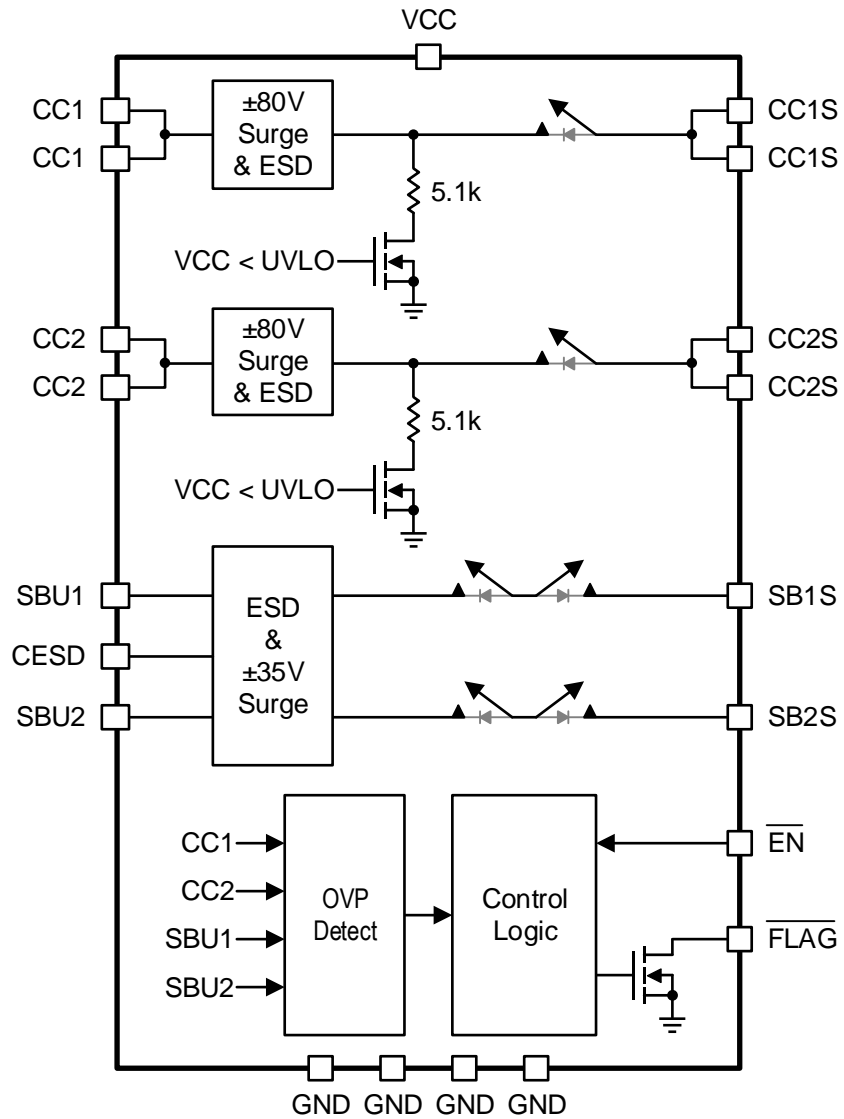 VCC
CC1
CC1
±80V
Surge
& ESD
CC1S
CC1S
5.1k
VCC < UVLO
CC2
CC2
±80V
Surge
& ESD
CC2S
CC2S
5.1k
VCC < UVLO
SBU1
CESD
SBU2
ESD
&
±35V
Surge
SB1S
SB2S
CC1
CC2
SBU1
SBU2
OVP
Detect
Control
Logic
EN
FLAG
GND GND GND GND